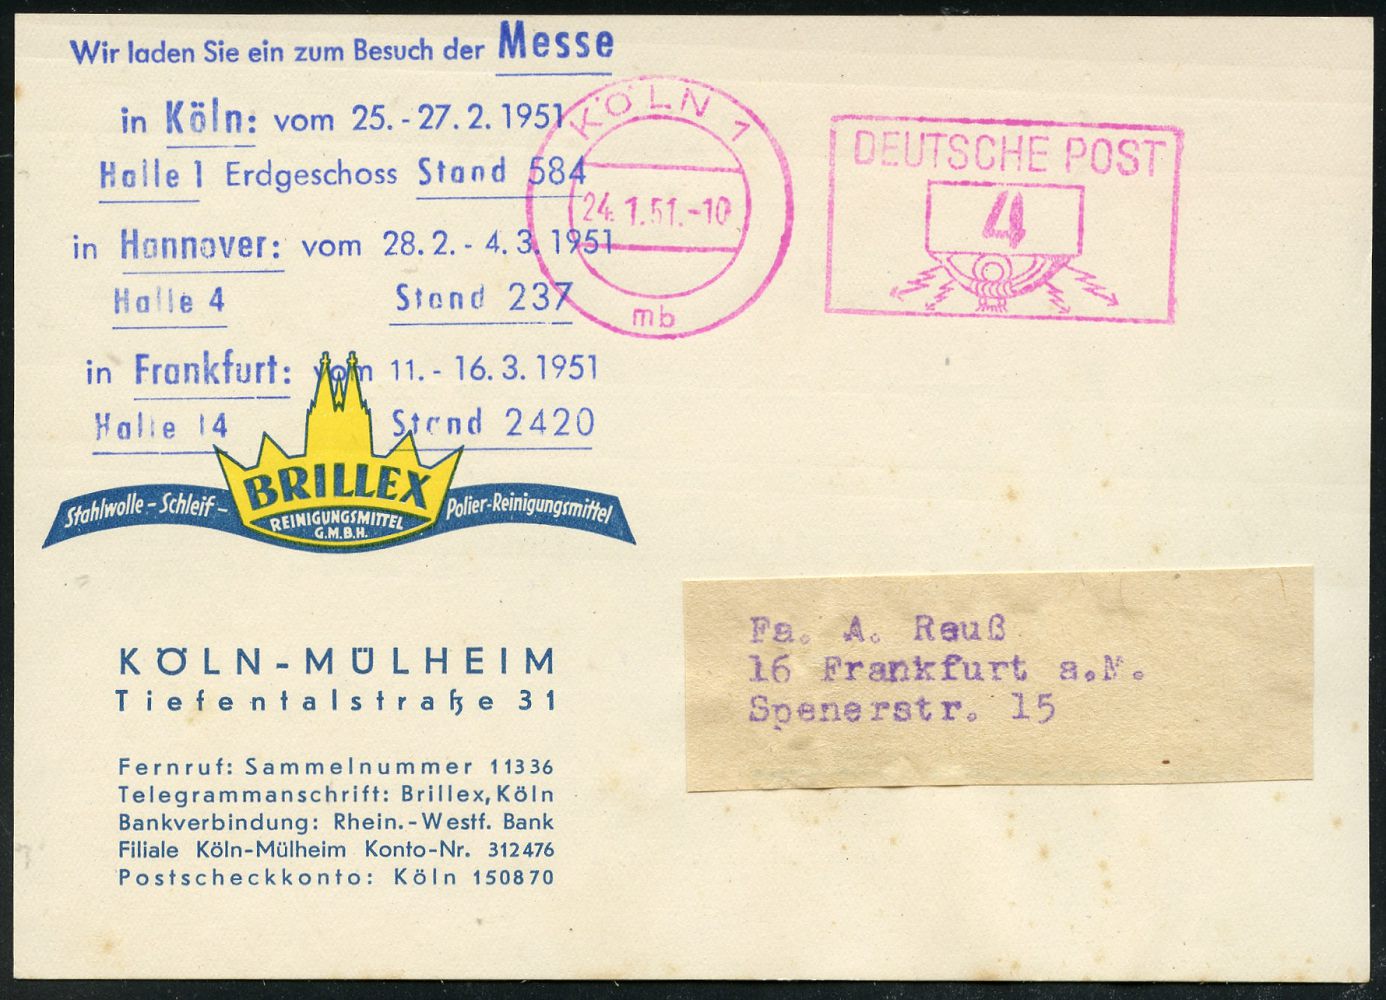 Wir laden Sie ein zum Besuch der Messe
in Köln: vom 25.-27.2.1951
Halle 1 Erdgeschoss Stand 584
in Hannover: vom 28.2.- 4.3.1951
Halle 4 Stand 237
in Frankfurt: vom 11.- 16.3.1951
Halle 14 Stand 2420
KÖLN 1
24.1.51.-10
mb
DEUTSCHE POST
4
Stahlwolle - Schleif -
BRILLEX
REINIGUNGSMITTEL
G.M.B.H.
Polier-Reinigungsmittel
KÖLN-MÜLHEIM
Tiefentalstraße 31
Fernruf: Sammelnummer 11336
Telegrammanschrift: Brillex, Köln
Bankverbindung: Rhein.-Westf. Bank
Filiale Köln-Mülheim Konto-Nr. 312476
Postscheckkonto: Köln 150870
Fa. A. Rauß
16 Frankfurt a.M.
Spenerstr. 15